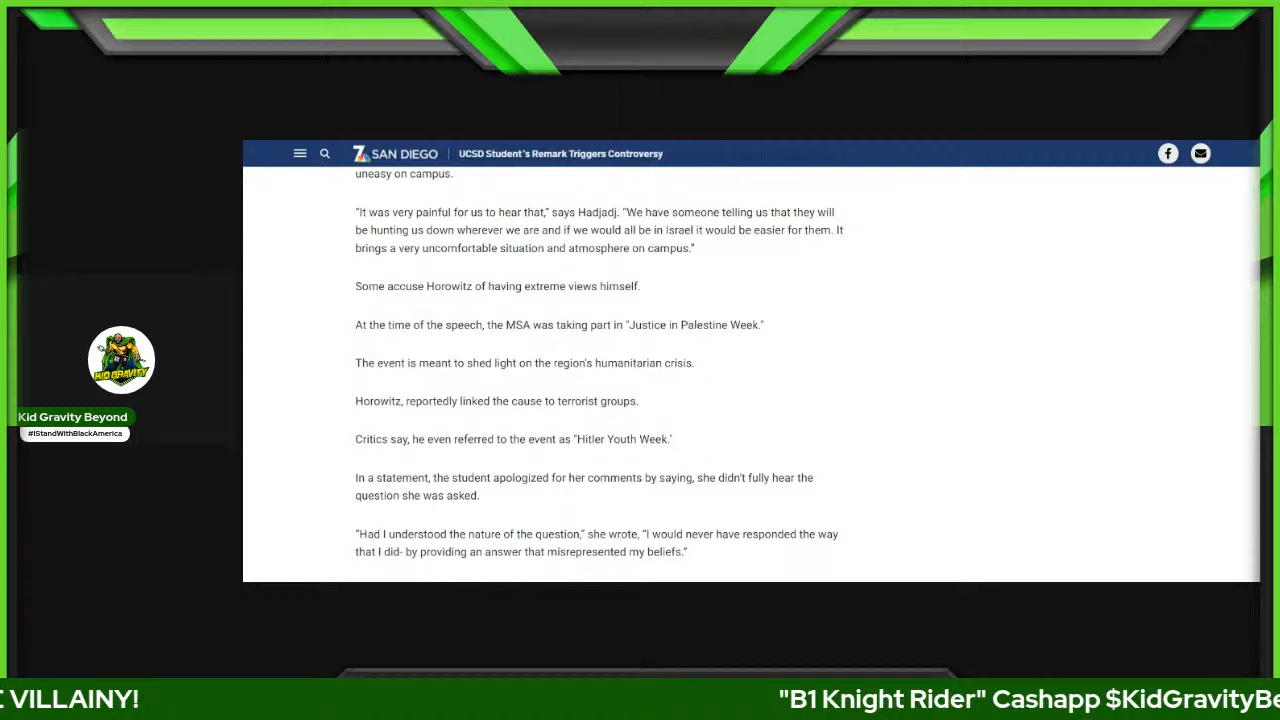 7 SAN DIEGO | UCSD Student's Remark Triggers Controversy
uneasy on campus.
“It was very painful for us to hear that,” says Hadjadj. “We have someone telling us that they will
be hunting us down wherever we are and if we would all be in Israel it would be easier for them. It
brings a very uncomfortable situation and atmosphere on campus.”
Some accuse Horowitz of having extreme views himself.
At the time of the speech, the MSA was taking part in "Justice in Palestine Week."
The event is meant to shed light on the region's humanitarian crisis.
Horowitz, reportedly linked the cause to terrorist groups.
Critics say, he even referred to the event as "Hitler Youth Week.'
In a statement, the student apologized for her comments by saying, she didn't fully hear the
question she was asked.
“Had I understood the nature of the question,” she wrote, “I would never have responded the way
that I did- by providing an answer that misrepresented my beliefs.”
KID GRAVITY
Kid Gravity Beyond
#IStandWithBlackAmerica
VILLAINY!
"B1 Knight Rider" Cashapp $KidGravityBe